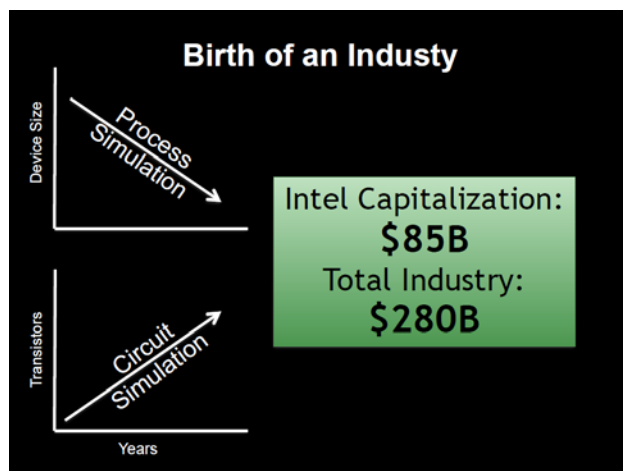 Birth of an Industy
Device Size
Process
Simulation
Intel Capitalization:
$85B
Total Industry:
$280B
Transistors
Circuit
Simulation
Years